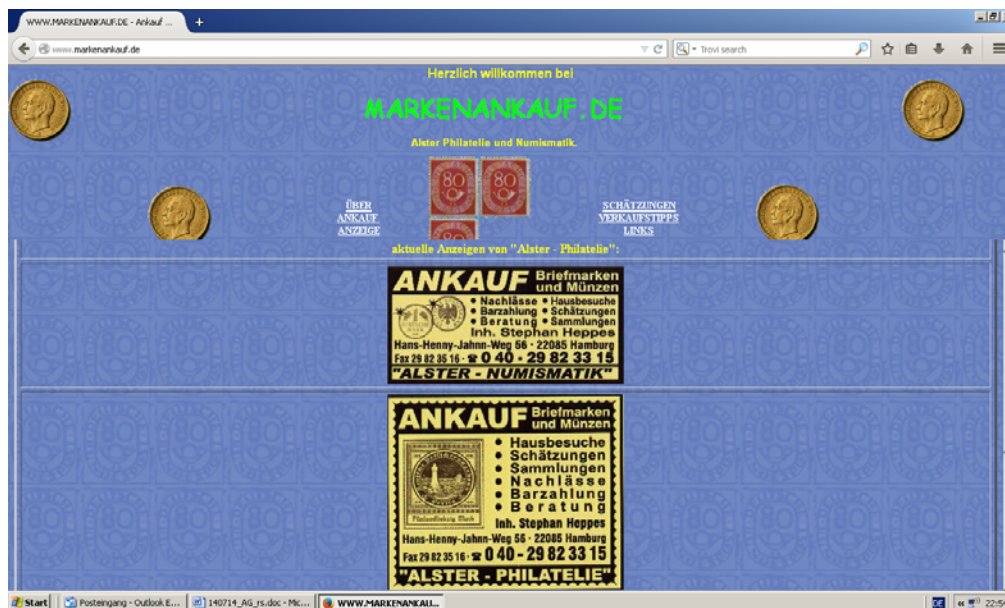 WWW.MARKENANKAUF.DE - Ankauf ...
www.markenankauf.de
Trovi search
Herzlich willkommen bei
MARKENANKAUF.DE
Alster Philatelie und Numismatik.
80 80
ÜBER
ANKAUF
ANZEIGE
SCHÄTZUNGEN
VERKAUFSTIPPS
LINKS
aktuelle Anzeigen von "Alster - Philatelie":
ANKAUF Briefmarken
und Münzen
• Nachlässe • Hausbesuche
• Barzahlung • Schätzungen
• Beratung • Sammlungen
Inh. Stephan Heppes
Hans-Henny-Jahnn-Weg 56 · 22085 Hamburg
Fax 29 82 35 16 · ☎ 0 40 - 29 82 33 15
"ALSTER - NUMISMATIK"
ANKAUF Briefmarken
und Münzen
• Hausbesuche
• Schätzungen
• Sammlungen
• Nachlässe
• Barzahlung
• Beratung
Inh. Stephan Heppes
Hans-Henny-Jahnn-Weg 56 · 22085 Hamburg
Fax 29 82 35 16 · ☎ 0 40 - 29 82 33 15
"ALSTER - PHILATELIE"
Start Posteingang - Outlook E... 140714_AG_rs.doc - Mic... WWW.MARKENANKAU... DE